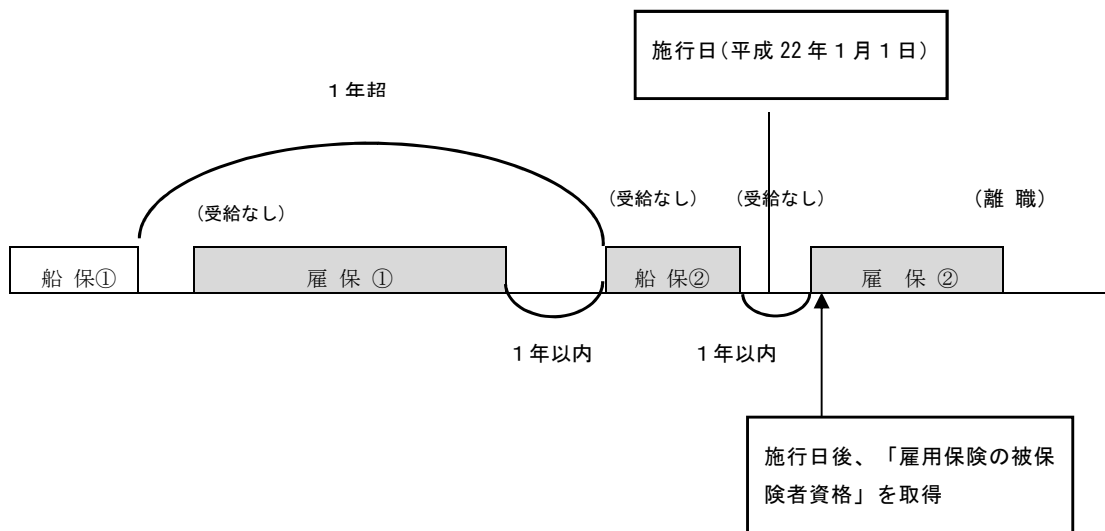 施行日(平成22年1月1日)
1年超
(受給なし)
(受給なし)
(受給なし)
(離 職)
船 保①
雇 保 ①
船 保②
雇 保 ②
1年以内
1年以内
施行日後、「雇用保険の被保
険者資格」を取得